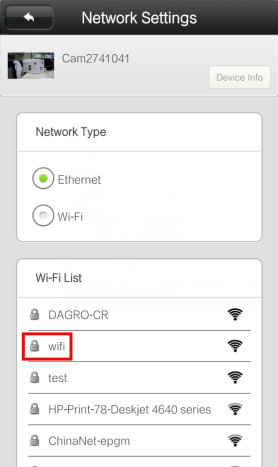 Network Settings
Cam2741041
Device Info
Network Type
Ethernet
Wi-Fi
Wi-Fi List
DAGRO-CR
wifi
test
HP-Print-78-Deskjet 4640 series
ChinaNet-epgm